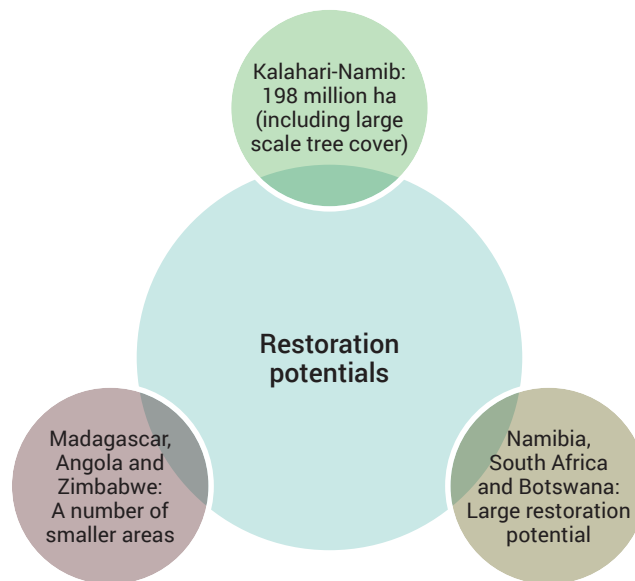 Kalahari-Namib:
198 million ha
(including large
scale tree cover)
Restoration
potentials
Madagascar,
Angola and
Zimbabwe:
A number of
smaller areas
Namibia,
South Africa
and Botswana:
Large restoration
potential